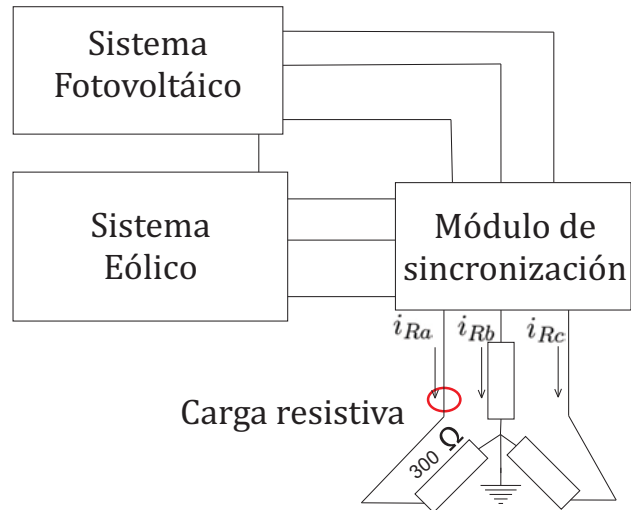 Sistema
Fotovoltáico
Sistema
Eólico
Módulo de
sincronización
i_{Ra} i_{Rb} i_{Rc}
Carga resistiva
300 Ω